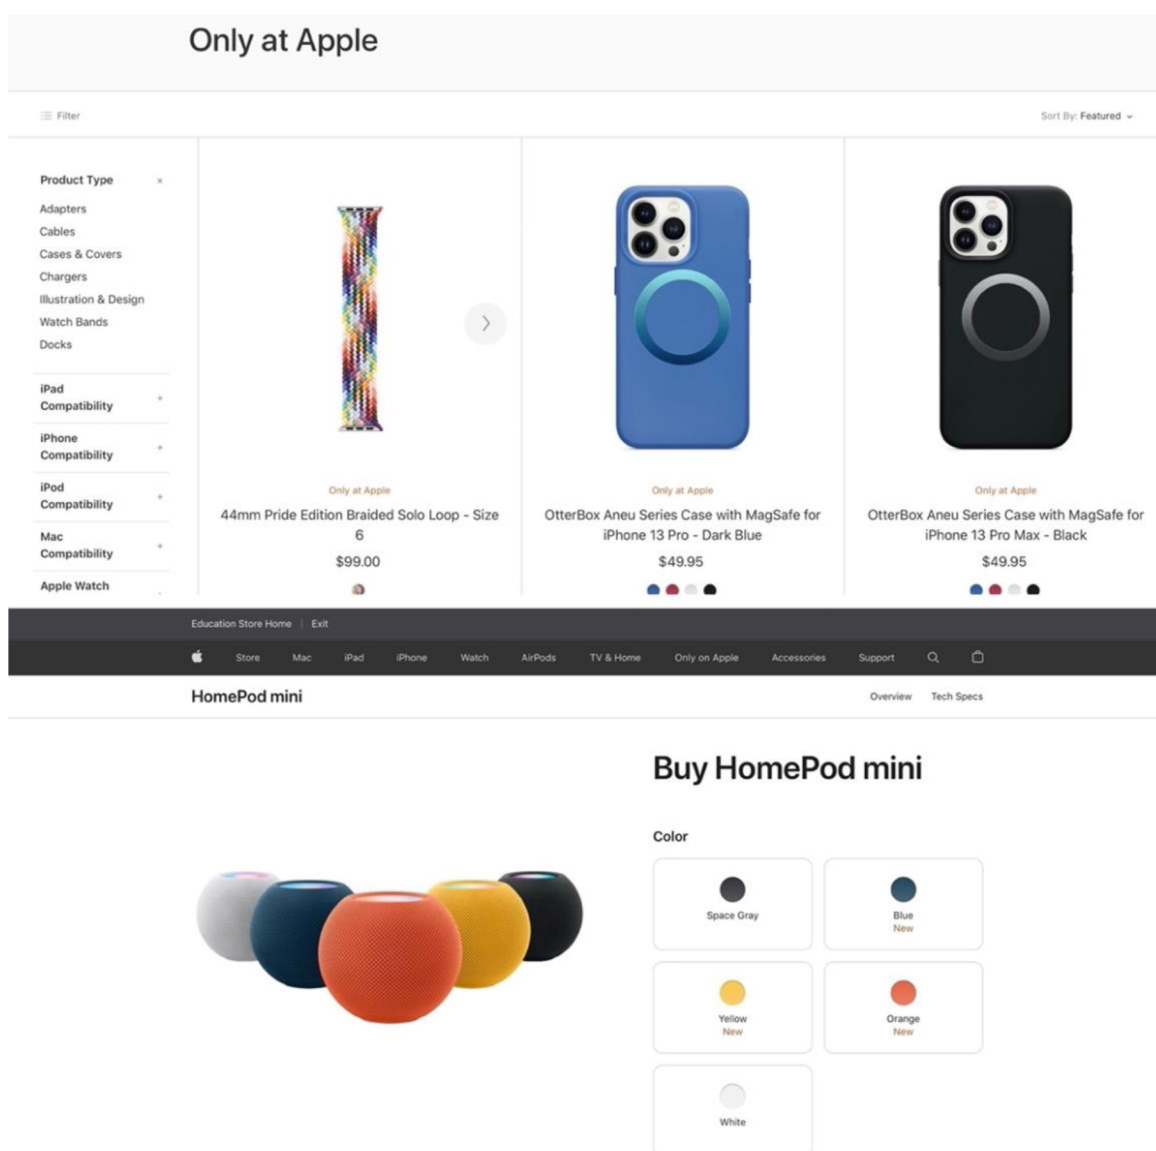 Only at Apple
Filter
Sort By: Featured
Product Type
Adapters
Cables
Cases & Covers
Chargers
Illustration & Design
Watch Bands
Docks
iPad
Compatibility
iPhone
Compatibility
iPod
Compatibility
Mac
Compatibility
Apple Watch
Only at Apple
44mm Pride Edition Braided Solo Loop - Size
6
$99.00
Only at Apple
OtterBox Aneu Series Case with MagSafe for
iPhone 13 Pro - Dark Blue
$49.95
Only at Apple
OtterBox Aneu Series Case with MagSafe for
iPhone 13 Pro Max - Black
$49.95
Education Store Home | Exit
Store Mac iPad iPhone Watch AirPods TV & Home Only on Apple Accessories Support
HomePod mini
Overview Tech Specs
Buy HomePod mini
Color
Space Gray
Blue
New
Yellow
New
Orange
New
White